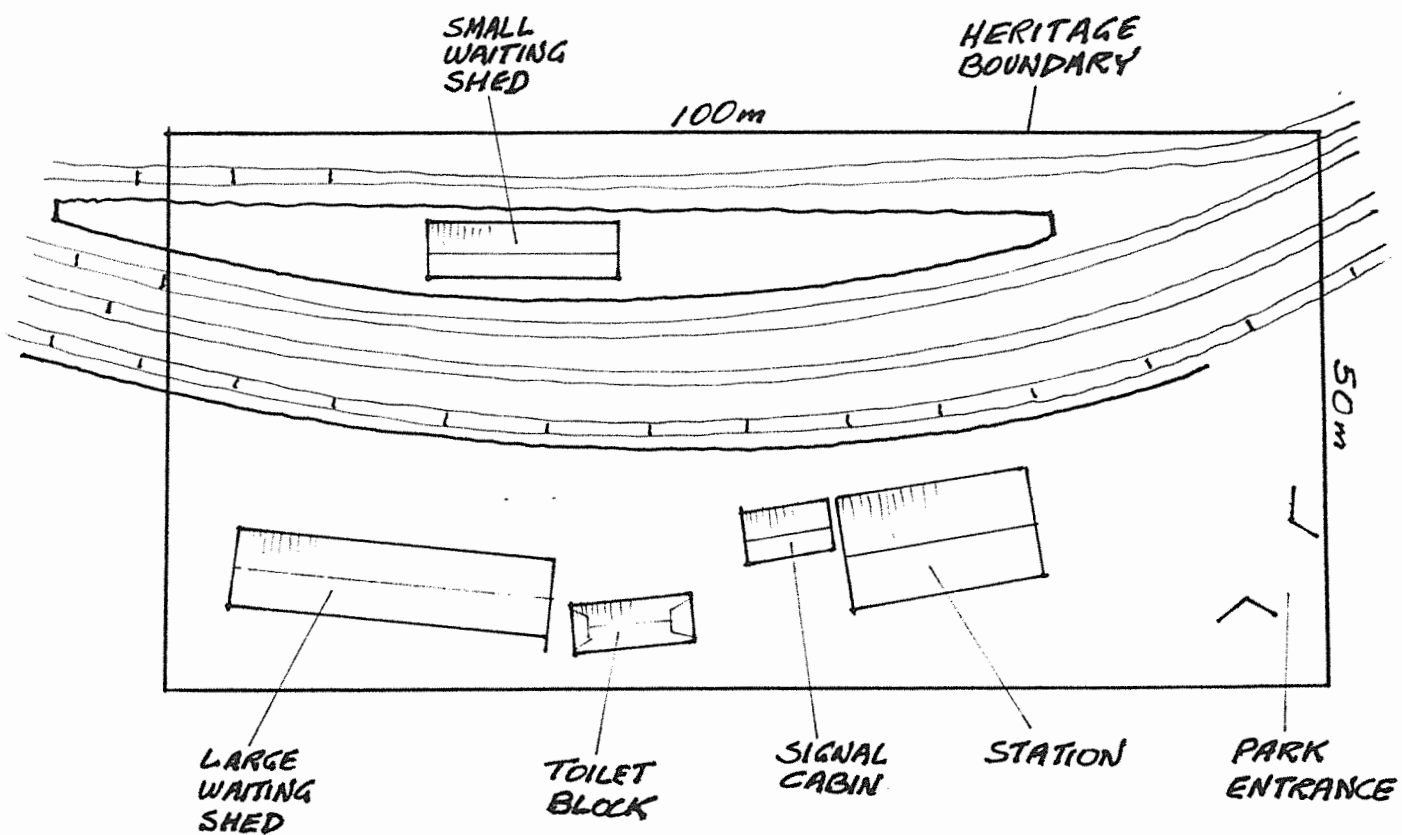 SMALL
WAITING
SHED
HERITAGE
BOUNDARY
100m
50m
LARGE
WAITING
SHED
TOILET
BLOCK
SIGNAL
CABIN
STATION
PARK
ENTRANCE